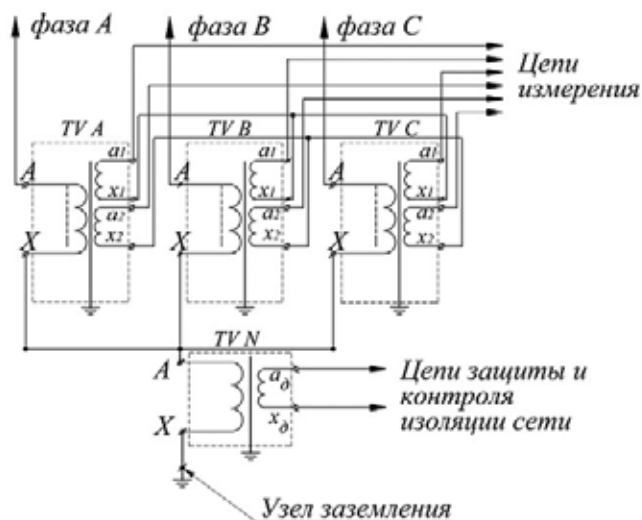 фаза A фаза B фаза C
Цепи
измерения
TV A TV B TV C
A a1 A a1 A a1
x1 x1 x1
a2 a2 a2
X x2 X x2 X x2
TV N
A aд
X xд
Цепи защиты и
контроля
изоляции сети
Узел заземления